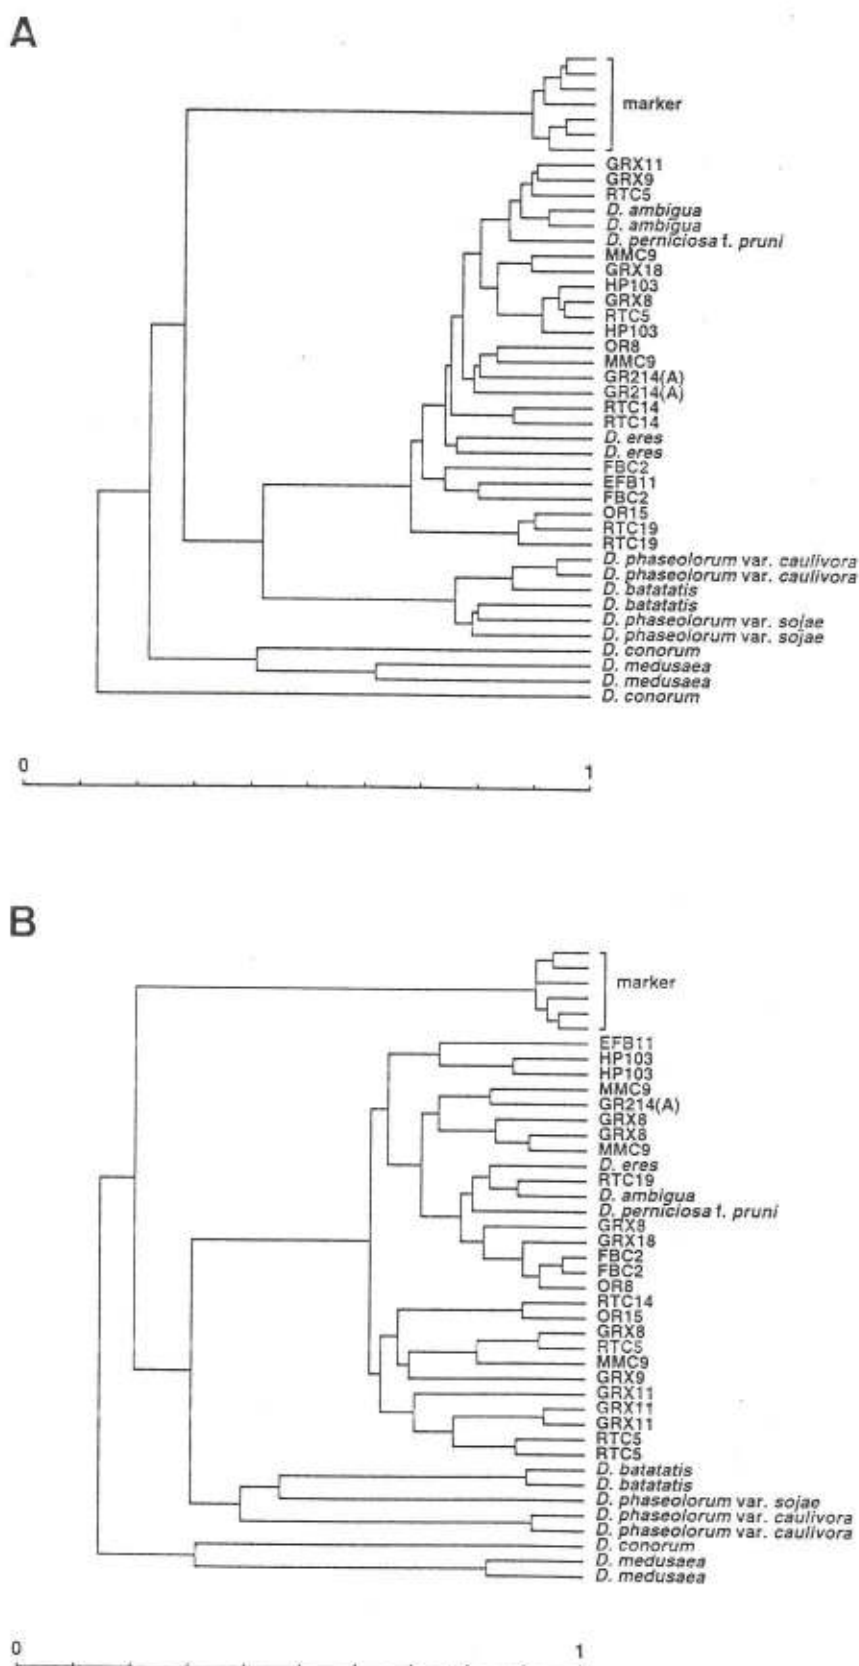 A
marker
GRX11
GRX9
RTC5
D. ambigua
D. ambigua
D. perniciosa f. pruni
MMC9
GRX18
HP103
GRX8
RTC5
HP103
OR8
MMC9
GR214(A)
GR214(A)
RTC14
RTC14
D. eres
D. eres
FBC2
EFB11
FBC2
OR15
RTC19
RTC19
D. phaseolorum var. caulivora
D. phaseolorum var. caulivora
D. batatatis
D. batatatis
D. phaseolorum var. sojae
D. phaseolorum var. sojae
D. conorum
D. medusaea
D. medusaea
D. conorum
0 1
B
marker
EFB11
HP103
HP103
MMC9
GR214(A)
GRX8
GRX8
MMC9
D. eres
RTC19
D. ambigua
D. perniciosa f. pruni
GRX8
GRX18
FBC2
FBC2
OR8
RTC14
OR15
GRX8
RTC5
MMC9
GRX9
GRX11
GRX11
GRX11
RTC5
RTC5
D. batatatis
D. batatatis
D. phaseolorum var. sojae
D. phaseolorum var. caulivora
D. phaseolorum var. caulivora
D. conorum
D. medusaea
D. medusaea
0 1